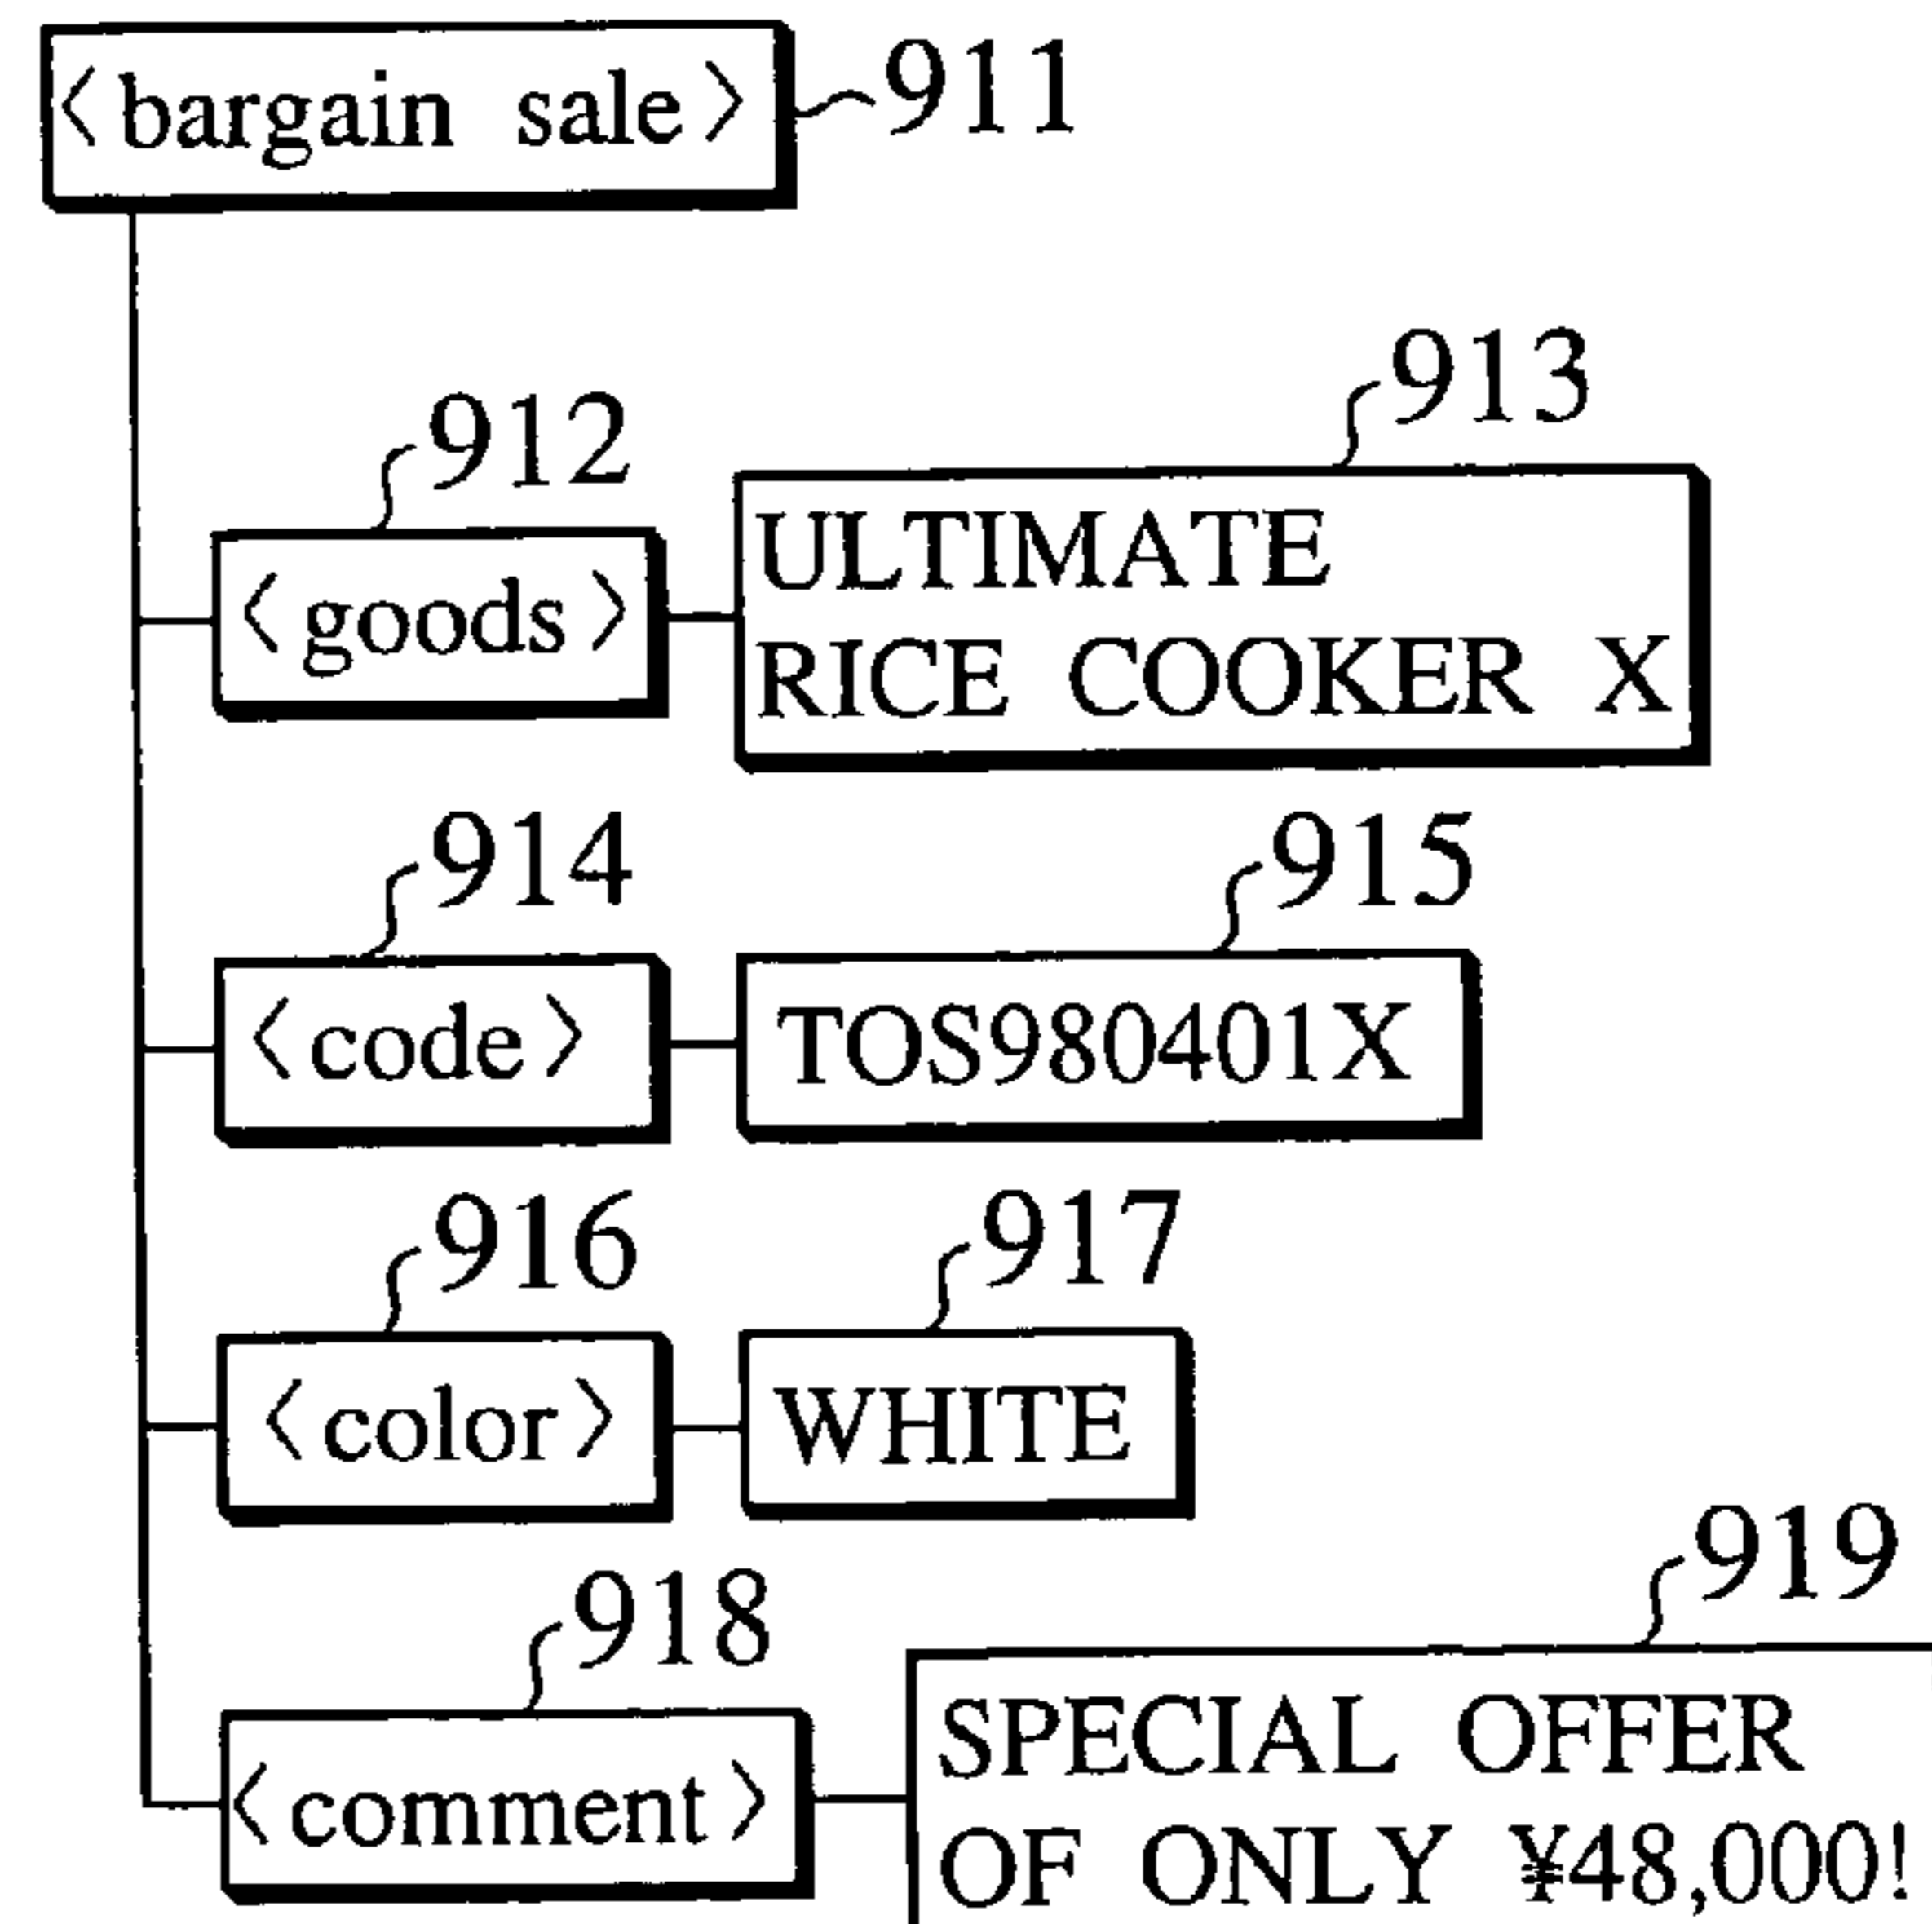 〈bargain sale〉 911
912
913
〈goods〉
ULTIMATE
RICE COOKER X
914
915
〈code〉
TOS980401X
916
917
〈color〉
WHITE
918
919
〈comment〉
SPECIAL OFFER
OF ONLY ¥48,000!